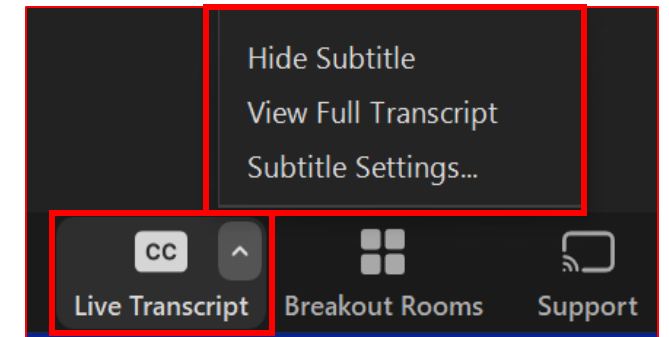 Hide Subtitle
View Full Transcript
Subtitle Settings...
CC
Live Transcript
Breakout Rooms
Support